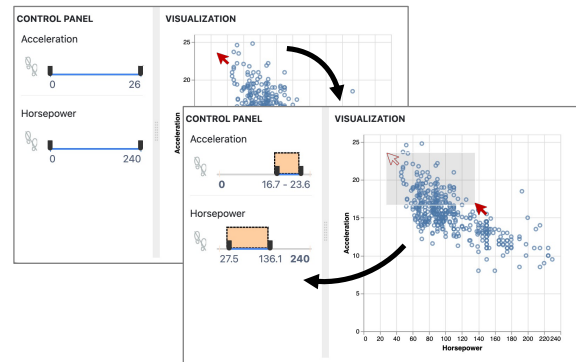 CONTROL PANEL
VISUALIZATION
Acceleration
0 26
Horsepower
0 240
25
20
Acceleration
CONTROL PANEL
VISUALIZATION
Acceleration
0 16.7 - 23.6
Horsepower
27.5 136.1 240
25
20
15
10
5
0
Acceleration
0 20 40 60 80 100 120 140 160 180 200 220 240
Horsepower